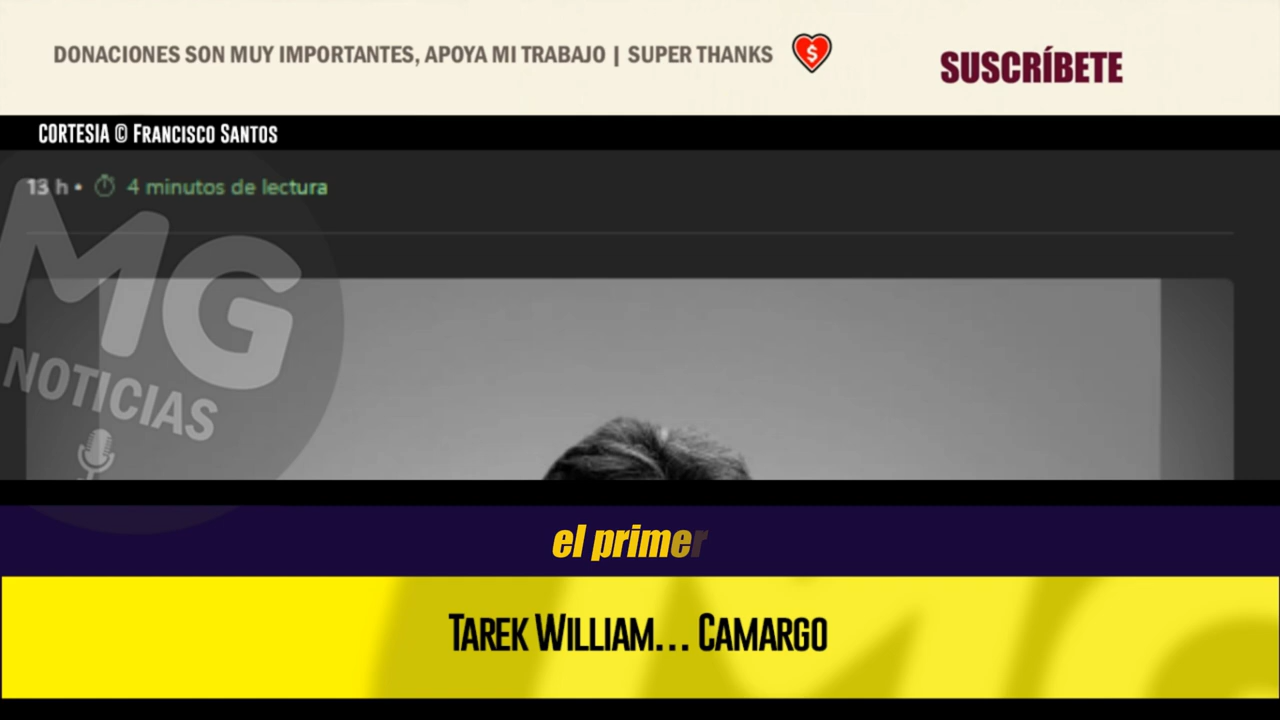 DONACIONES SON MUY IMPORTANTES, APOYA MI TRABAJO | SUPER THANKS $
SUSCRÍBETE
CORTESIA © FRANCISCO SANTOS
13 h • 4 minutos de lectura
MG
NOTICIAS
el primer
TAREK WILLIAM... CAMARGO